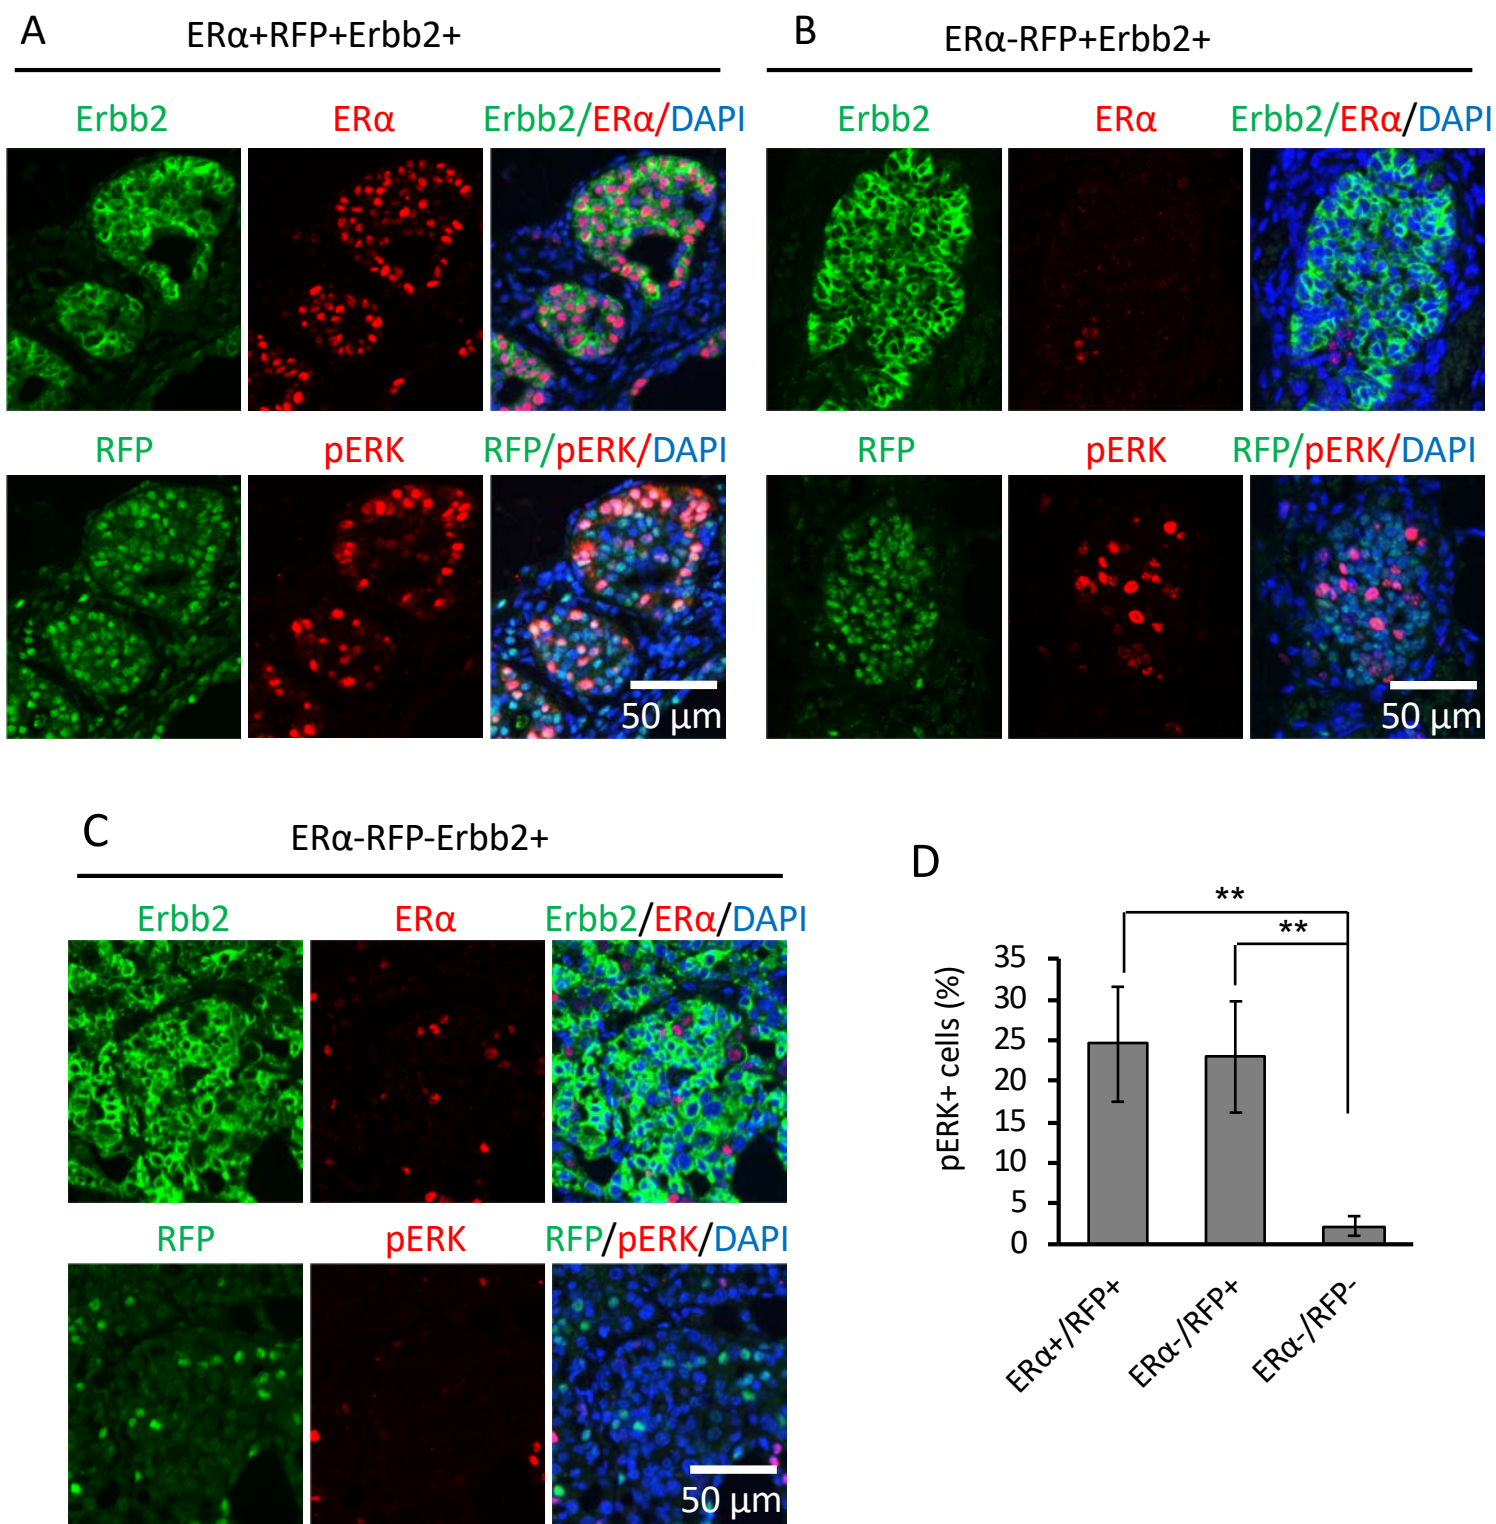 A
ERα+RFP+Erbb2+
Erbb2
ERα
Erbb2/ERα/DAPI
RFP
pERK
RFP/pERK/DAPI
50 µm
B
ERα-RFP+Erbb2+
Erbb2
ERα
Erbb2/ERα/DAPI
RFP
pERK
RFP/pERK/DAPI
50 µm
C
ERα-RFP-Erbb2+
Erbb2
ERα
Erbb2/ERα/DAPI
RFP
pERK
RFP/pERK/DAPI
50 µm
D
**
**
pERK+ cells (%)
35
30
25
20
15
10
5
0
ERα+/RFP+
ERα-/RFP+
ERα-/RFP-